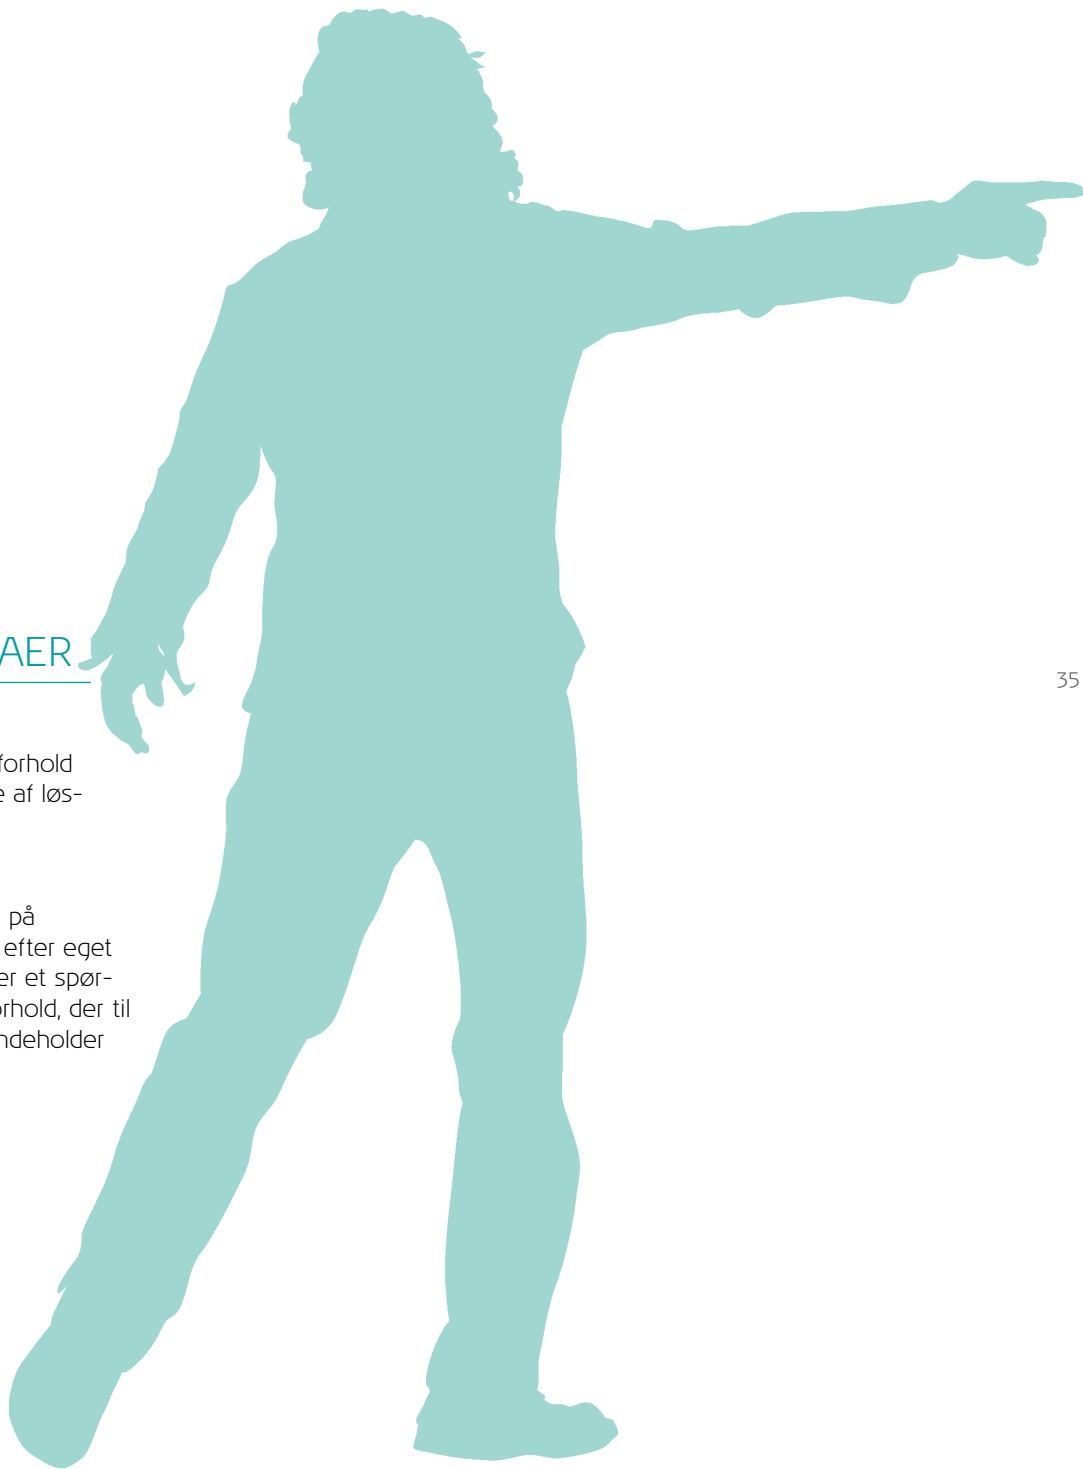 AER
35
forhold
e af løs-
på
efter eget
er et spør-
rhold, der til
ndeholder